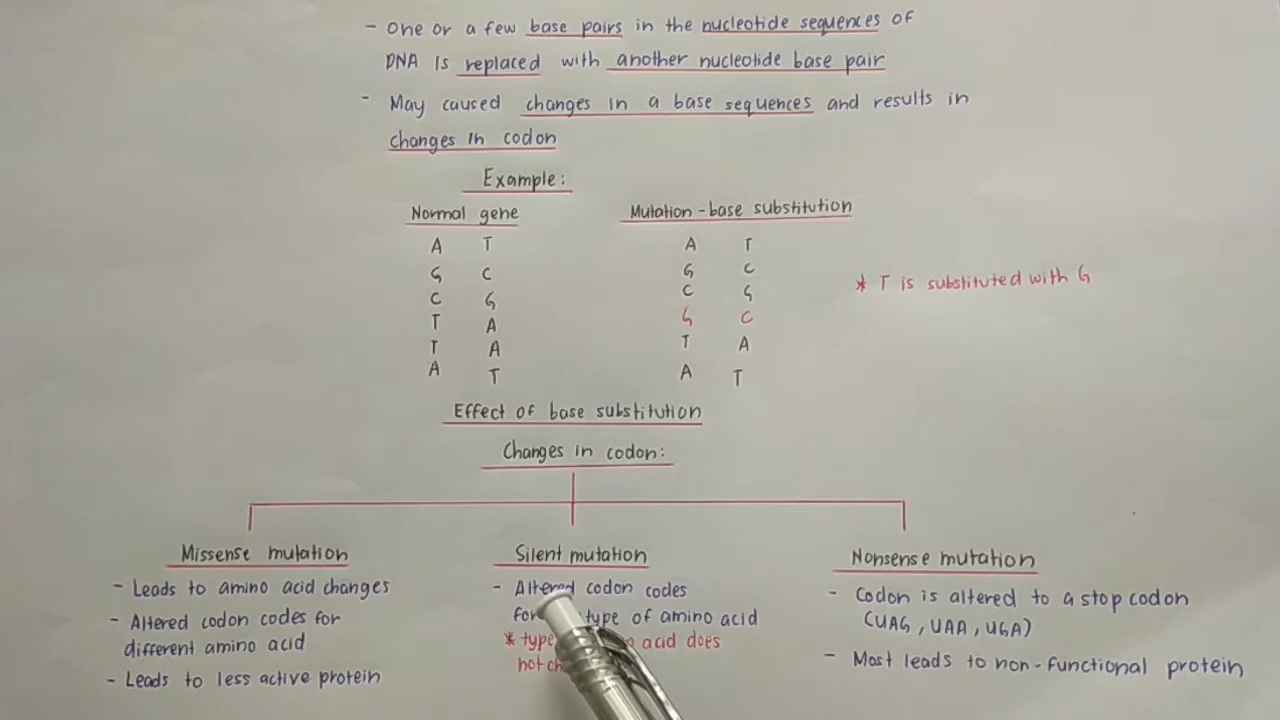 - One or a few base pairs in the nucleotide sequences of
DNA is replaced with another nucleotide base pair
- May caused changes in a base sequences and results in
changes in codon
Example:
Normal gene
A T
G C
C G
T A
T A
A T
Mutation - base substitution
A T
G C
C G
G C
T A
A T
* T is substituted with G
Effect of base substitution
Changes in codon:
Missense mutation
- Leads to amino acid changes
- Altered codon codes for
different amino acid
- Leads to less active protein
Silent mutation
- Altered codon codes
for type of amino acid
* type acid does
not
Nonsense mutation
- Codon is altered to a stop codon
(UAG, UAA, UGA)
- Most leads to non-functional protein